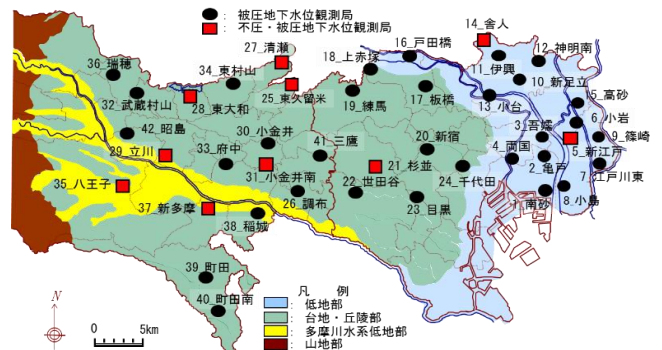 ● : 被圧地下水位観測局
■ : 不圧・被圧地下水位観測局
14_舎人
27_清瀬
16_戸田橋
12_神明南
36_瑞穂
34_東村山
18_上赤塚
11_伊興
10_新足立
32_武蔵村山
28_東大和
25_東久留米
19_練馬
17_板橋
13_小台
5_高砂
6_小岩
42_昭島
30_小金井
41_三鷹
20_新宿
3_吾嬬
9_篠崎
29_立川
33_府中
4_両国
5_新江戸
35_八王子
31_小金井南
21_杉並
24_千代田
2_亀戸
7_江戸川東
37_新多摩
26_調布
22_世田谷
23_目黒
1_南砂
8_小島
38_稲城
39_町田
40_町田南
凡 例
: 低地部
: 台地・丘陵部
: 多摩川水系低地部
: 山地部
N
0 5km